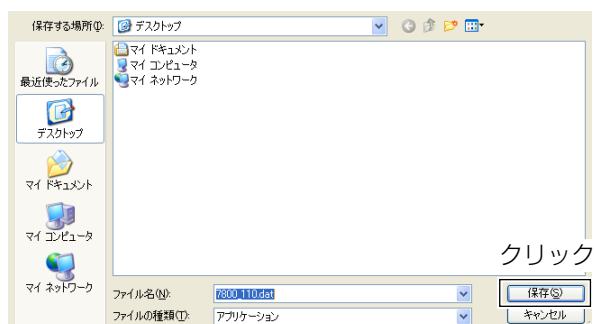 保存する場所(I):
デスクトップ
マイ ドキュメント
マイ コンピュータ
マイ ネットワーク
最近使ったファイル
デスクトップ
マイ ドキュメント
マイ コンピュータ
マイ ネットワーク
クリック
ファイル名(N):
7800_110.dat
保存(S)
ファイルの種類(T):
アプリケーション
キャンセル